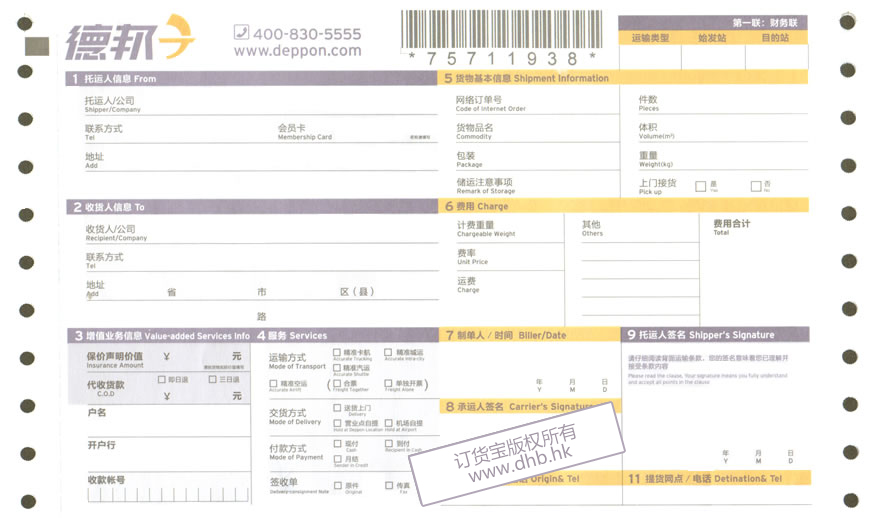 德邦
400-830-5555
www.deppon.com
*75711938*
第一联：财务联
运输类型 始发站 目的站
1 托运人信息 From
托运人/公司
Shipper/Company
联系方式 会员卡
Tel Membership Card
地址
Add
2 收货人信息 To
收货人/公司
Recipient/Company
联系方式
Tel
地址 省 市 区（县）
Add
路
5 货物基本信息 Shipment Information
网络订单号 件数
Code of Internet Order Pieces
货物品名 体积
Commodity Volume(m³)
包装 重量
Package Weight(kg)
储运注意事项 上门接货 是 否
Remark of Storage Pick up Yes No
6 费用 Charge
计费重量 其他 费用合计
Chargeable Weight Others Total
费率
Unit Price
运费
Charge
3 增值业务信息 Value-added Services Info
保价声明价值 ￥ 元
Insurance Amount
代收货款 即日退 三日退
C.O.D ￥ 元
户名
开户行
收款帐号
4 服务 Services
运输方式 精准卡航 精准城运
Mode of Transport Accurate Trucking Accurate Intra-city
精准汽运
Accurate Shuttle
精准空运 （ 合票 单独开票 ）
Accurate Airlift Freight Together Freight Alone
交货方式 送货上门
Mode of Delivery Delivery
营业点自提 机场自提
Hold at Deppon Location Hold at Airport
付款方式 现付 到付
Mode of Payment Cash Recipient in Cash
月结
Sender in Credit
签收单 原件 传真
Delivery/consignment Note Original Fax
7 制单人 / 时间 Biller/Date
年 月 日
Y M D
8 承运人签名 Carrier's Signature
Origin& Tel
9 托运人签名 Shipper's Signature
请仔细阅读背面运输条款，您的签名意味着您已理解并
接受条款内容
Please read the clause. Your signature means you fully understand
and accept all points in the clause
年 月 日
Y M D
11 提货网点 / 电话 Detination& Tel
订货宝版权所有
www.dhb.hk